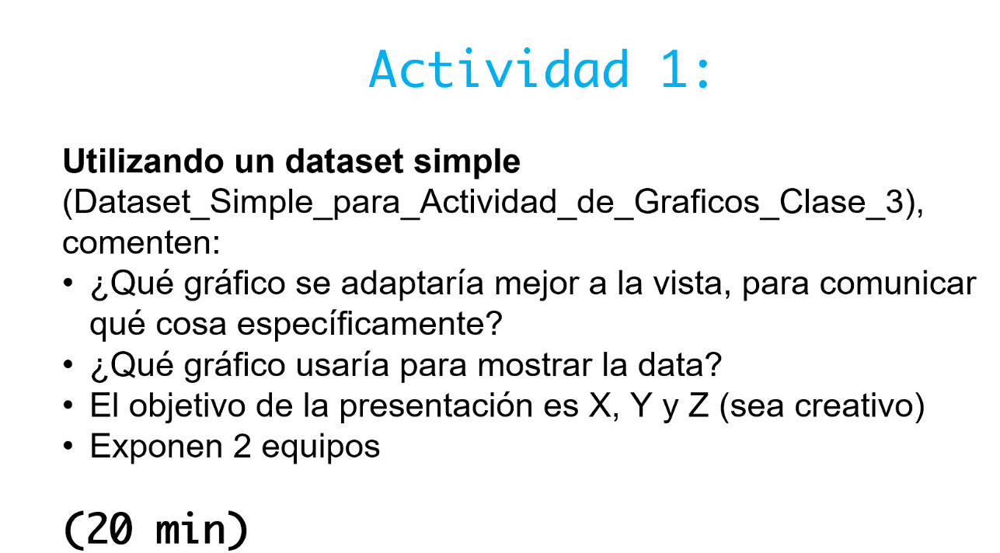 Actividad 1:
Utilizando un dataset simple
(Dataset_Simple_para_Actividad_de_Graficos_Clase_3),
comenten:
• ¿Qué gráfico se adaptaría mejor a la vista, para comunicar
qué cosa específicamente?
• ¿Qué gráfico usaría para mostrar la data?
• El objetivo de la presentación es X, Y y Z (sea creativo)
• Exponen 2 equipos
(20 min)